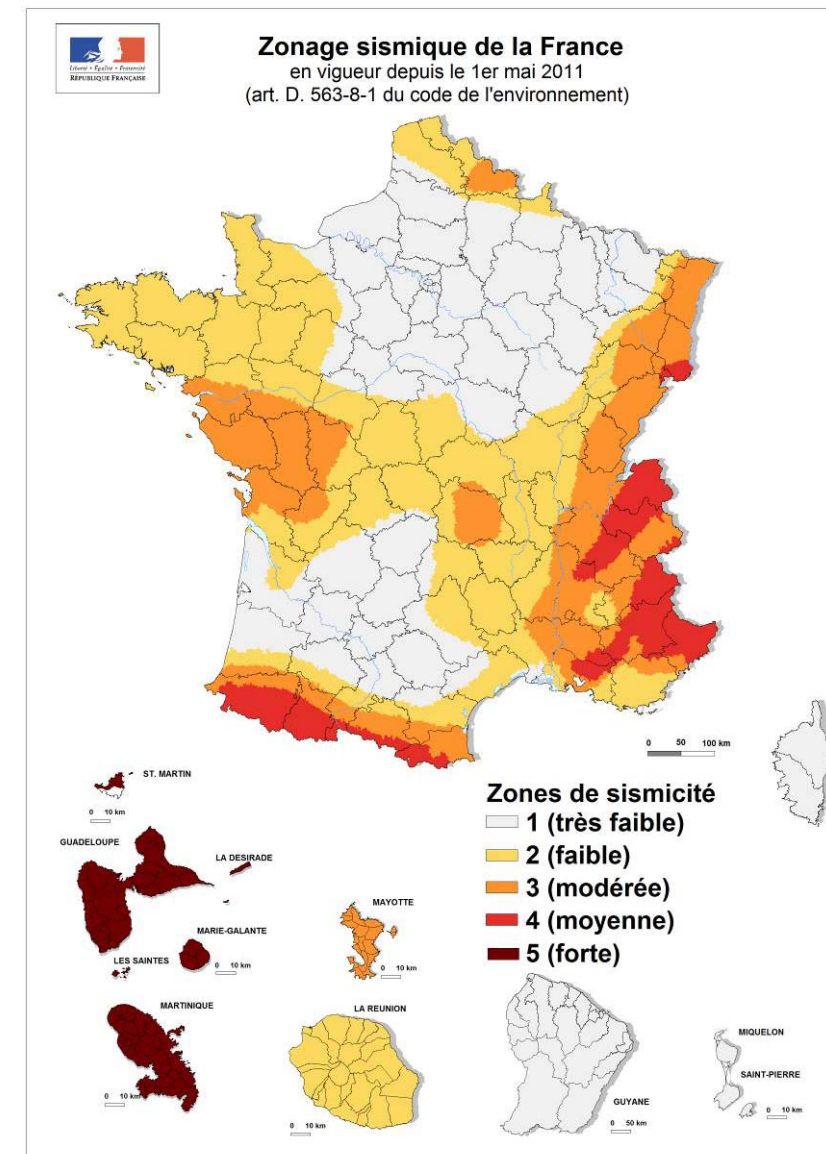 Liberté • Égalité • Fraternité
RÉPUBLIQUE FRANÇAISE
Zonage sismique de la France
en vigueur depuis le 1er mai 2011
(art. D. 563-8-1 du code de l'environnement)
0 50 100 km
ST. MARTIN
0 10 km
GUADELOUPE
LA DESIRADE
MARIE-GALANTE
LES SAINTES
0 10 km
MAYOTTE
0 10 km
Zones de sismicité
1 (très faible)
2 (faible)
3 (modérée)
4 (moyenne)
5 (forte)
MARTINIQUE
0 10 km
LA REUNION
0 10 km
GUYANE
0 50 km
MIQUELON
SAINT-PIERRE
0 10 km